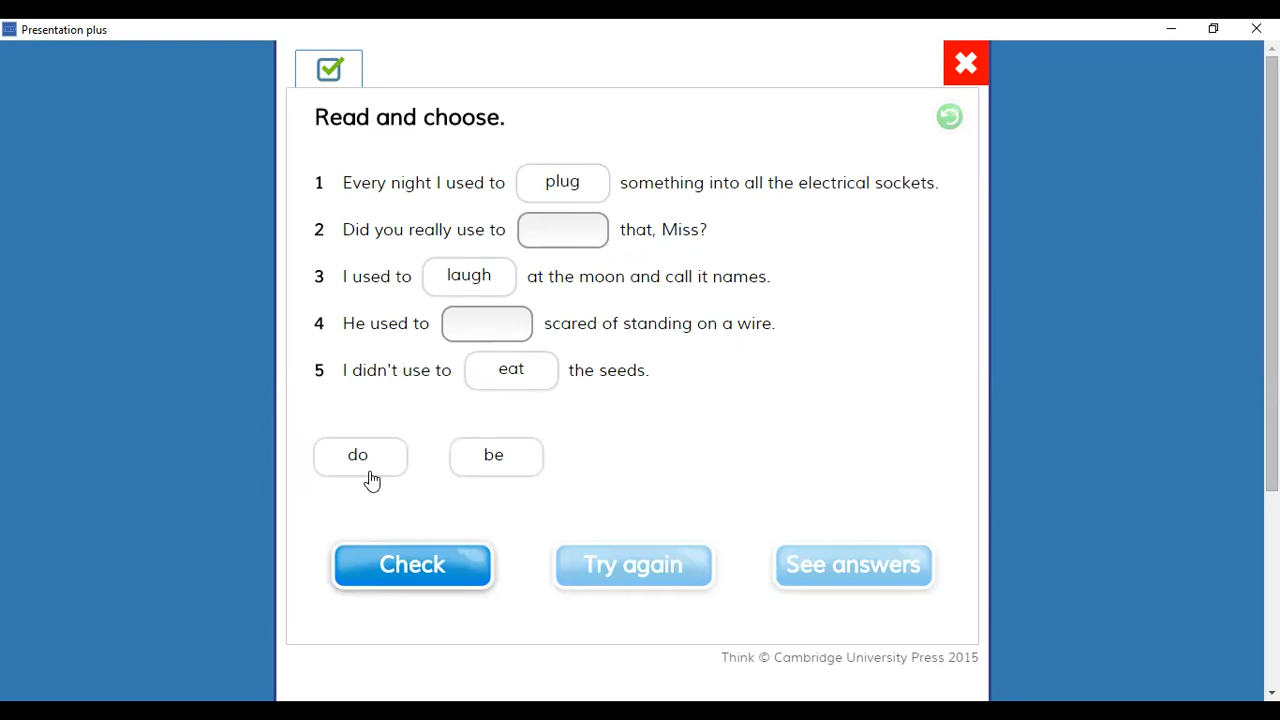 Presentation plus
Read and choose.
1 Every night I used to plug something into all the electrical sockets.
2 Did you really use to that, Miss?
3 I used to laugh at the moon and call it names.
4 He used to scared of standing on a wire.
5 I didn't use to eat the seeds.
do be
Check Try again See answers
Think © Cambridge University Press 2015